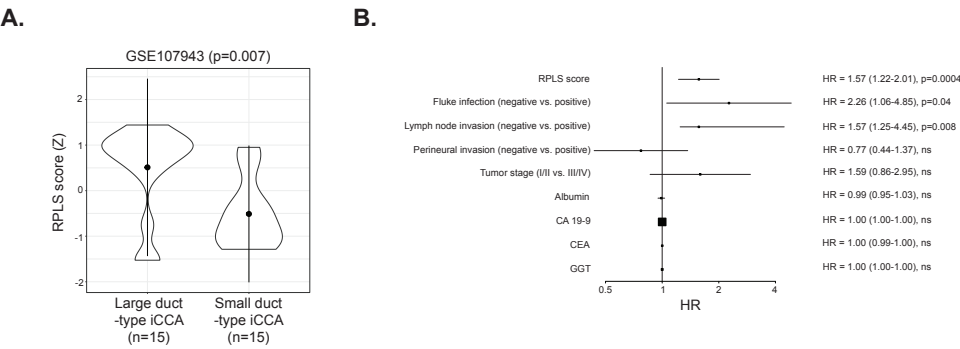 A.
B.
GSE107943 (p=0.007)
RPLS score (Z)
2
1
0
-1
-2
Large duct
-type iCCA
(n=15)
Small duct
-type iCCA
(n=15)
RPLS score HR = 1.57 (1.22-2.01), p=0.0004
Fluke infection (negative vs. positive) HR = 2.26 (1.06-4.85), p=0.04
Lymph node invasion (negative vs. positive) HR = 1.57 (1.25-4.45), p=0.008
Perineural invasion (negative vs. positive) HR = 0.77 (0.44-1.37), ns
Tumor stage (I/II vs. III/IV) HR = 1.59 (0.86-2.95), ns
Albumin HR = 0.99 (0.95-1.03), ns
CA 19-9 HR = 1.00 (1.00-1.00), ns
CEA HR = 1.00 (0.99-1.00), ns
GGT HR = 1.00 (1.00-1.00), ns
0.5 1 2 4
HR